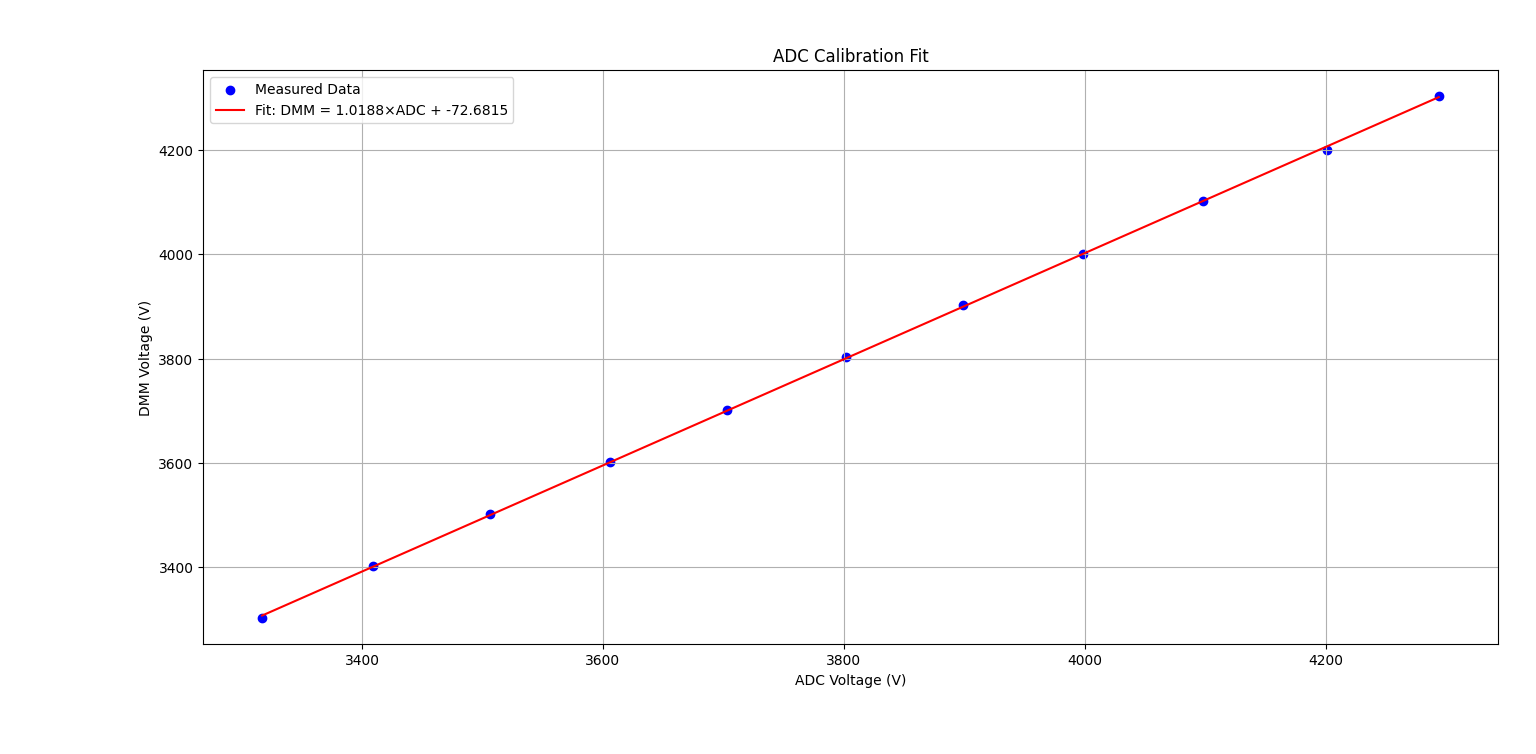 ADC Calibration Fit
Measured Data
Fit: DMM = 1.0188×ADC + -72.6815
4200
4000
3800
3600
3400
DMM Voltage (V)
3400 3600 3800 4000 4200
ADC Voltage (V)